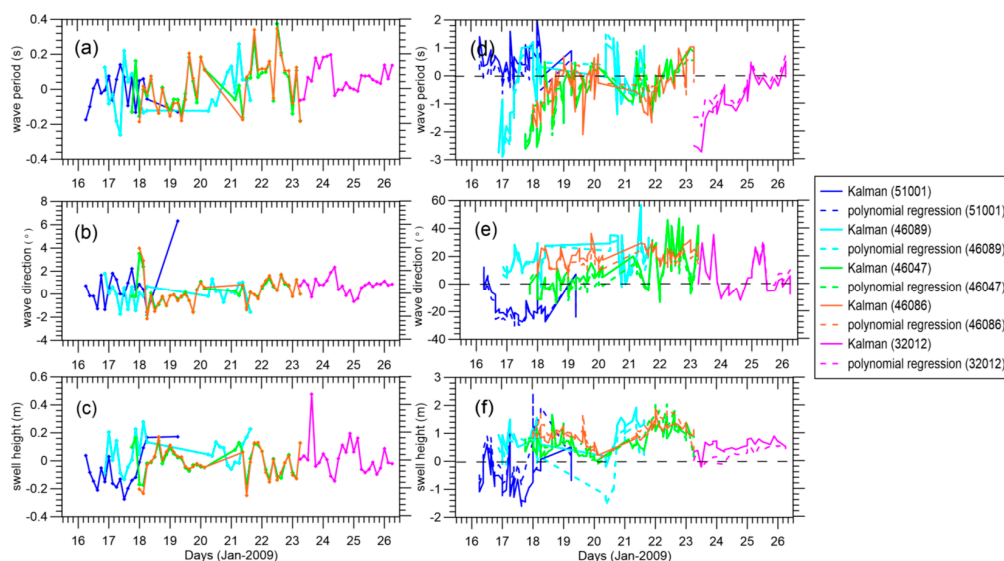 (a)
wave period (s)
0.4
0.2
0
-0.2
-0.4
16 17 18 19 20 21 22 23 24 25 26
(d)
wave period (s)
2
1
0
-1
-2
-3
16 17 18 19 20 21 22 23 24 25 26
(b)
wave direction (°)
8
6
4
2
0
-2
-4
16 17 18 19 20 21 22 23 24 25 26
(e)
wave direction (°)
60
40
20
0
-20
-40
16 17 18 19 20 21 22 23 24 25 26
(c)
swell height (m)
0.6
0.4
0.2
0
-0.2
-0.4
16 17 18 19 20 21 22 23 24 25 26
Days (Jan-2009)
(f)
swell height (m)
3
2
1
0
-1
-2
16 17 18 19 20 21 22 23 24 25 26
Days (Jan-2009)
Kalman (51001)
polynomial regression (51001)
Kalman (46089)
polynomial regression (46089)
Kalman (46047)
polynomial regression (46047)
Kalman (46086)
polynomial regression (46086)
Kalman (32012)
polynomial regression (32012)